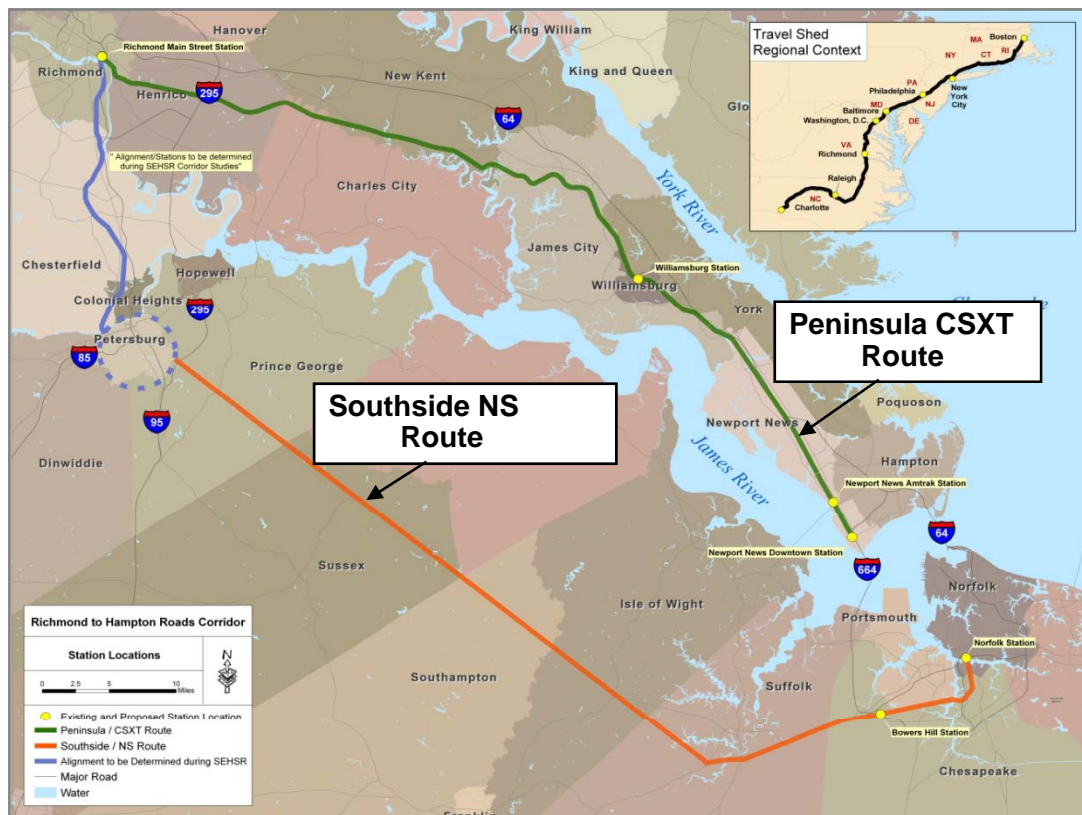 Hanover
King William
Richmond Main Street Station
Richmond
New Kent
King and Queen
Henrico
295
64
" Alignment/Stations to be determined
during SEHSR Corridor Studies"
Charles City
York River
Travel Shed
Regional Context
MA
Boston
NY
CT
RI
PA
Philadelphia
New
York
City
MD
NJ
Baltimore
Washington, D.C.
DE
VA
Richmond
Raleigh
NC
Charlotte
Chesterfield
Hopewell
Colonial Heights
295
James City
Williamsburg Station
Williamsburg
York
Petersburg
85
Prince George
95
Peninsula CSXT
Route
Southside NS
Route
Poquoson
Newport News
James River
Hampton
Dinwiddie
Newport News Amtrak Station
64
Newport News Downtown Station
664
Sussex
Isle of Wight
Norfolk
Portsmouth
Norfolk Station
Southampton
Suffolk
Bowers Hill Station
Chesapeake
Richmond to Hampton Roads Corridor
Station Locations
N
0 2.5 5 10
Miles
Existing and Proposed Station Location
Peninsula / CSXT Route
Southside / NS Route
Alignment to be Determined during SEHSR
Major Road
Water
Franklin